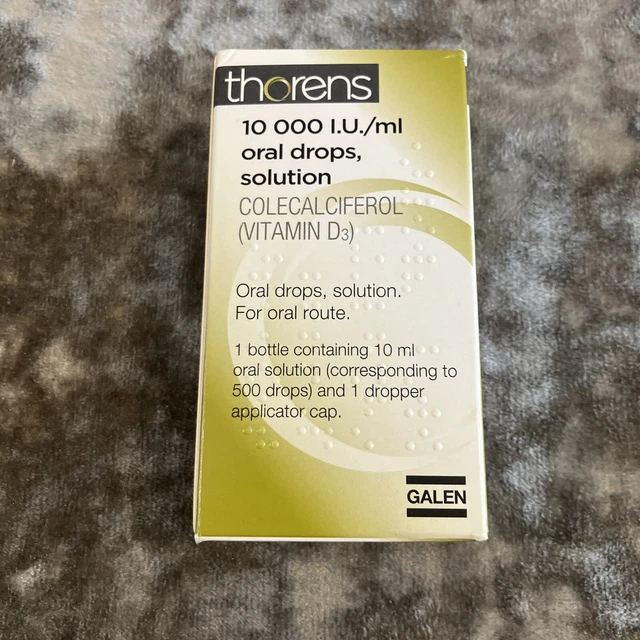 thorens
10 000 I.U./ml
oral drops,
solution
COLECALCIFEROL
(VITAMIN D3)
Oral drops, solution.
For oral route.
1 bottle containing 10 ml
oral solution (corresponding to
500 drops) and 1 dropper
applicator cap.
GALEN